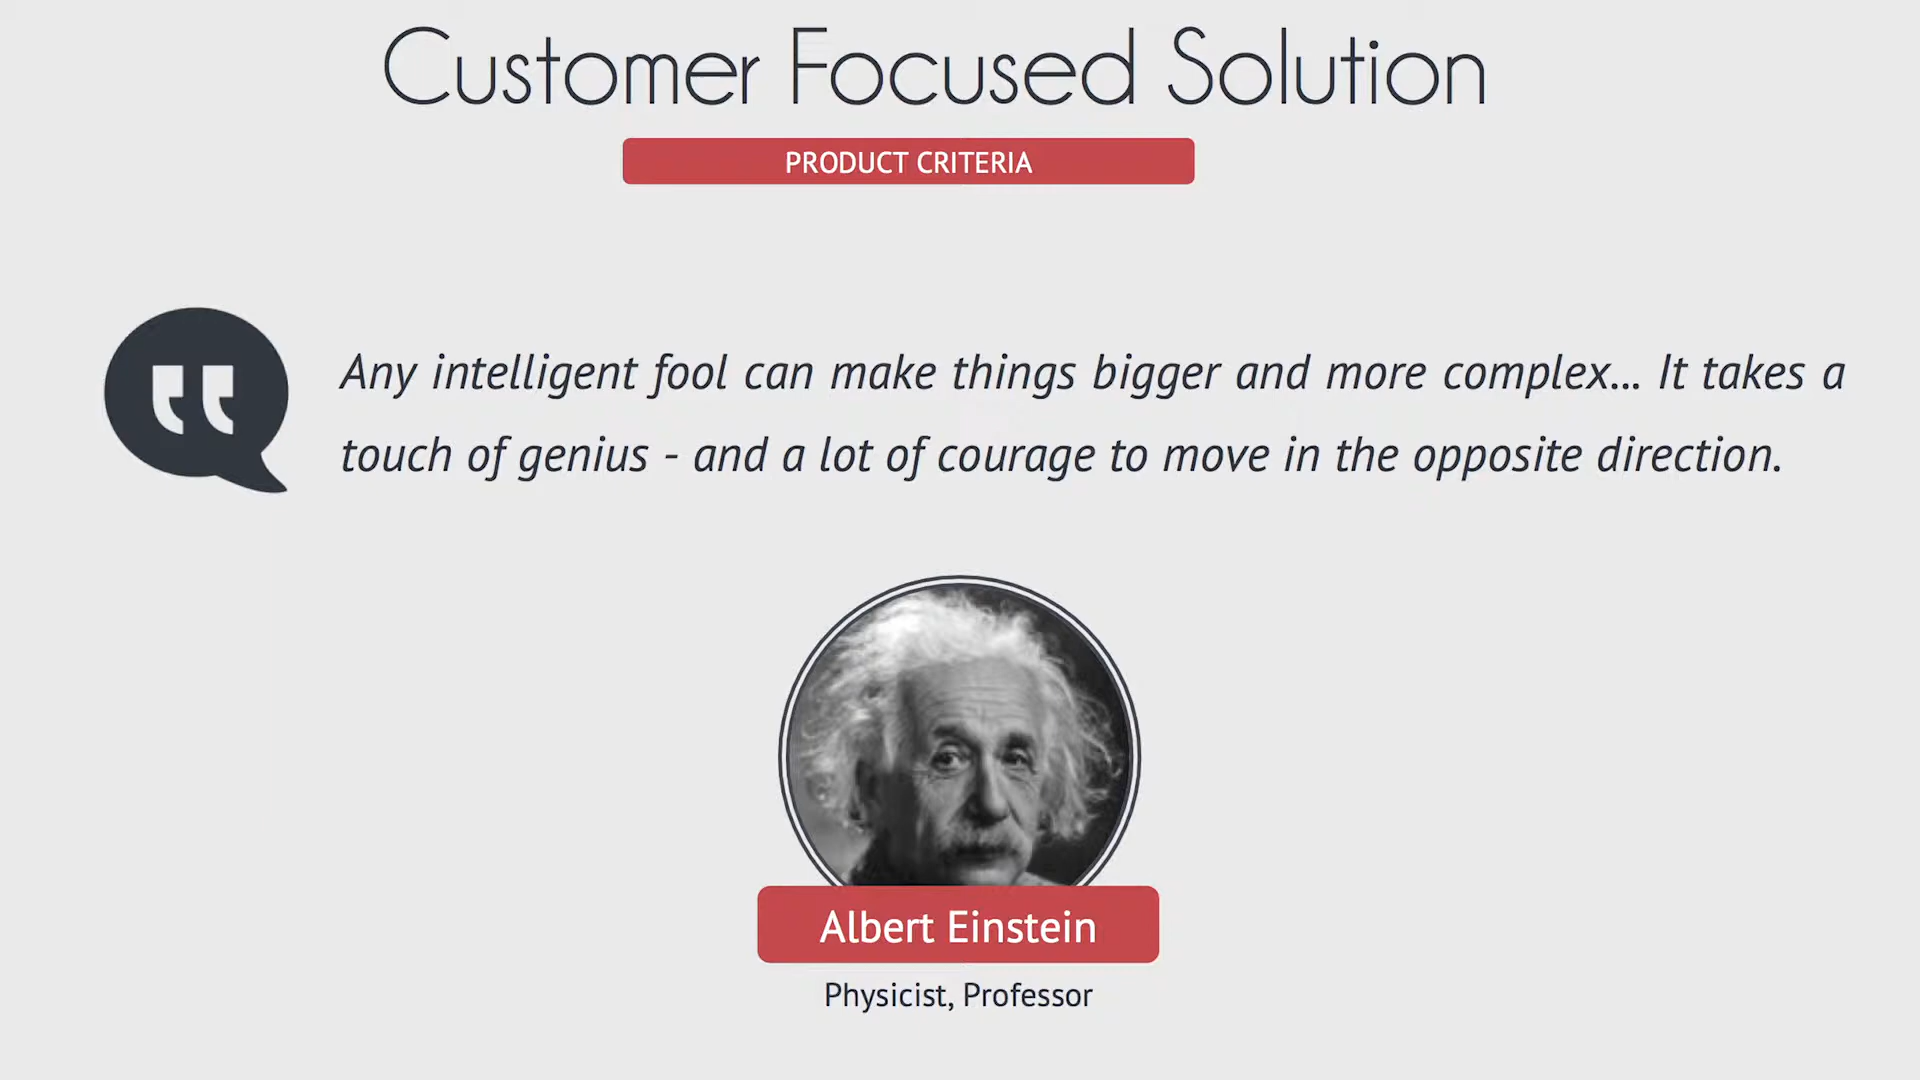 Customer Focused Solution
PRODUCT CRITERIA
Any intelligent fool can make things bigger and more complex... It takes a
touch of genius - and a lot of courage to move in the opposite direction.
Albert Einstein
Physicist, Professor